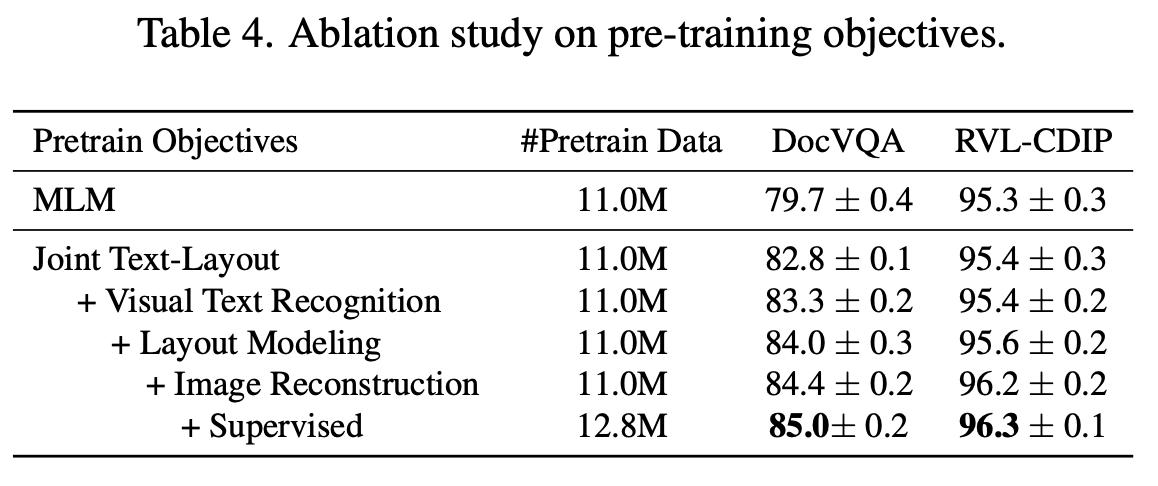 Table 4. Ablation study on pre-training objectives.
Pretrain Objectives #Pretrain Data DocVQA RVL-CDIP
MLM 11.0M 79.7 ± 0.4 95.3 ± 0.3
Joint Text-Layout 11.0M 82.8 ± 0.1 95.4 ± 0.3
+ Visual Text Recognition 11.0M 83.3 ± 0.2 95.4 ± 0.2
+ Layout Modeling 11.0M 84.0 ± 0.3 95.6 ± 0.2
+ Image Reconstruction 11.0M 84.4 ± 0.2 96.2 ± 0.2
+ Supervised 12.8M 85.0± 0.2 96.3 ± 0.1